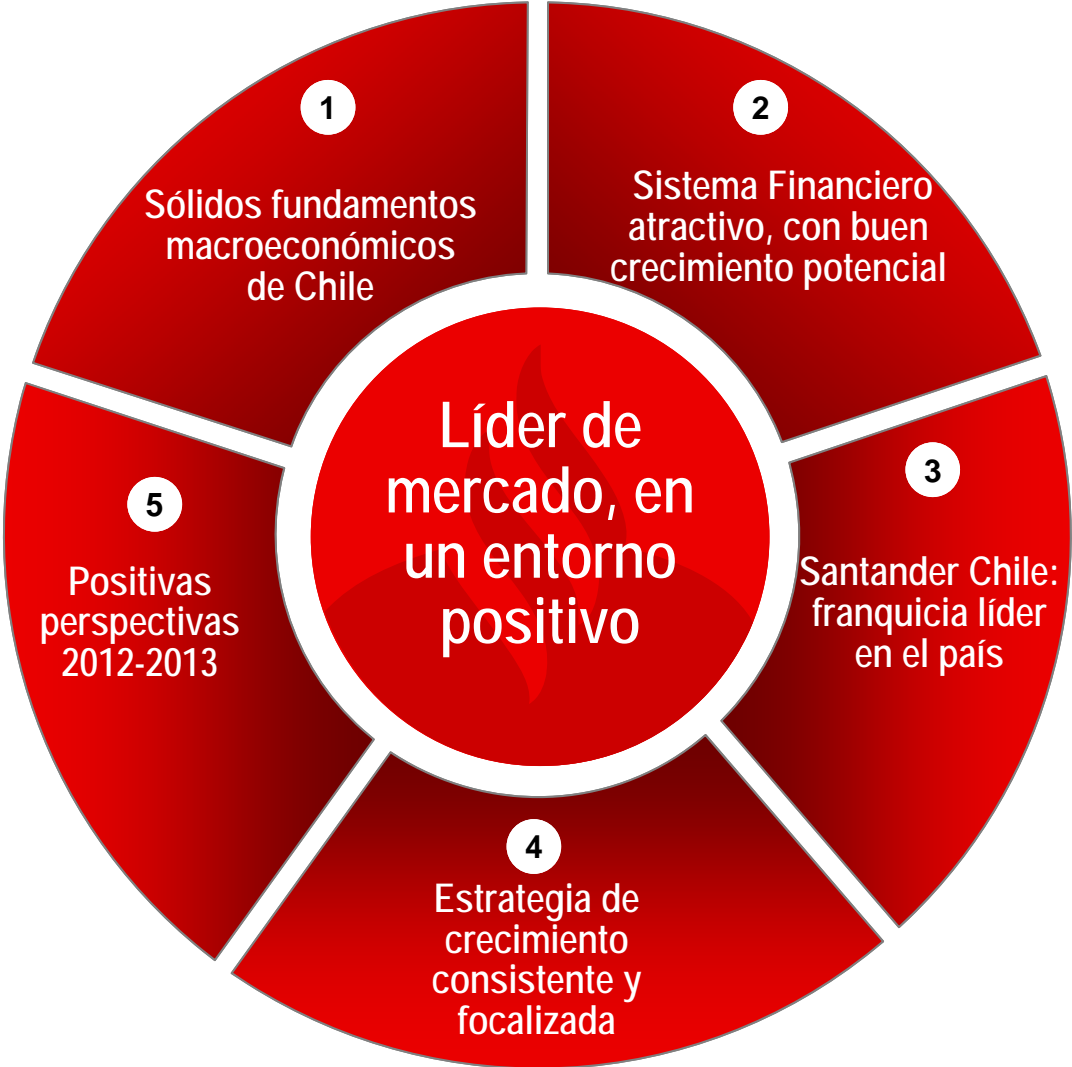 1
Sólidos fundamentos
macroeconómicos
de Chile
2
Sistema Financiero
atractivo, con buen
crecimiento potencial
3
Santander Chile:
franquicia líder
en el país
4
Estrategia de
crecimiento
consistente y
focalizada
5
Positivas
perspectivas
2012-2013
Líder de
mercado, en
un entorno
positivo